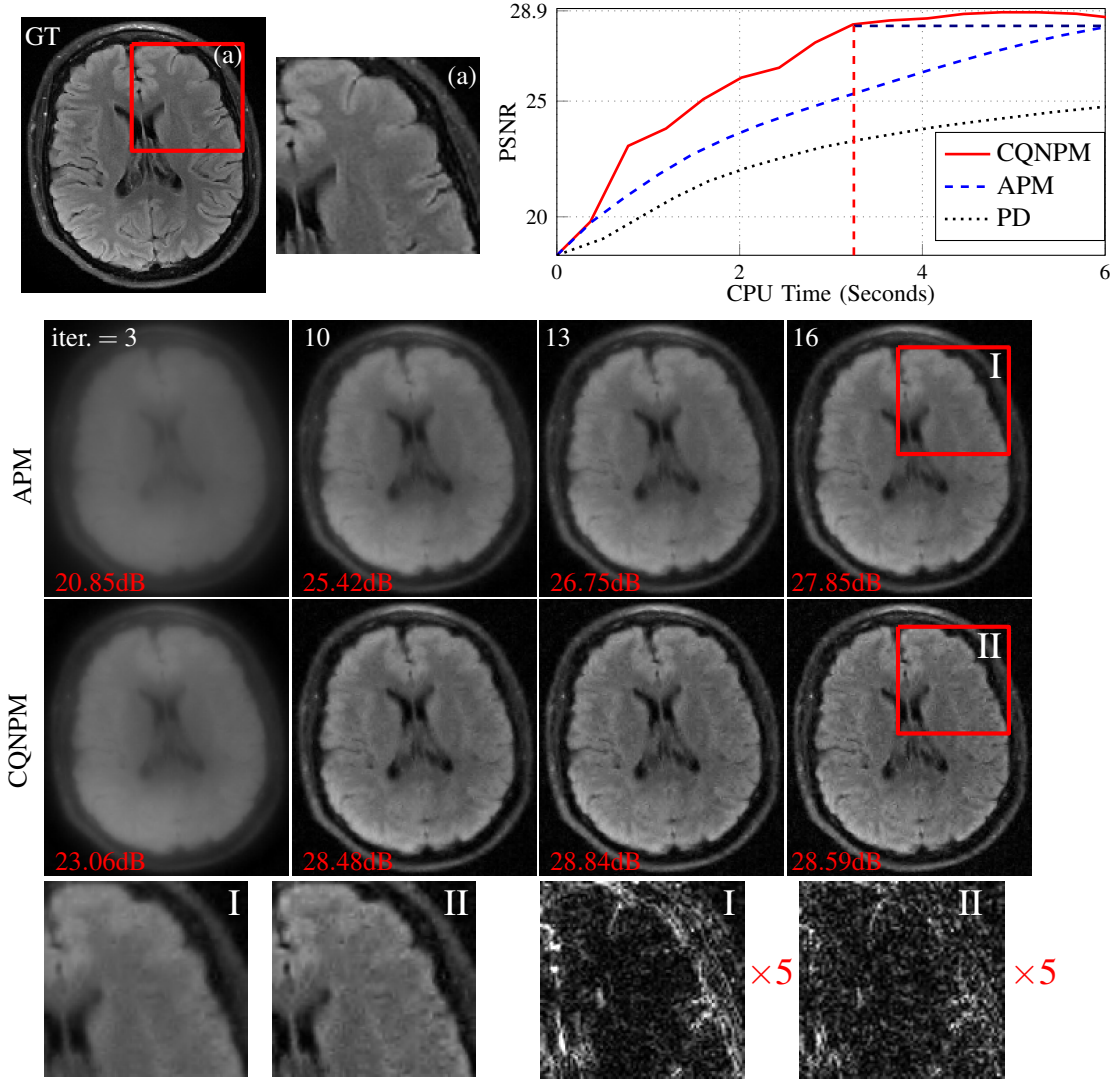 GT
(a)
(a)
PSNR
28.9
25
20
0
2
4
6
CPU Time (Seconds)
CQNPM
APM
PD
APM
iter. = 3
10
13
16
I
20.85dB
25.42dB
26.75dB
27.85dB
CQNPM
II
23.06dB
28.48dB
28.84dB
28.59dB
I
II
I
×5
II
×5